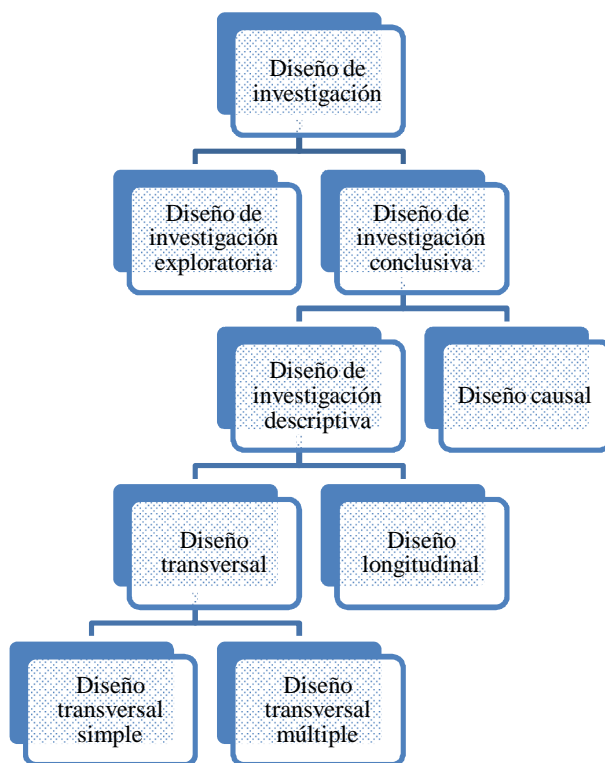 Diseño de
investigación
Diseño de
investigación
exploratoria
Diseño de
investigación
conclusiva
Diseño de
investigación
descriptiva
Diseño causal
Diseño
transversal
Diseño
longitudinal
Diseño
transversal
simple
Diseño
transversal
múltiple